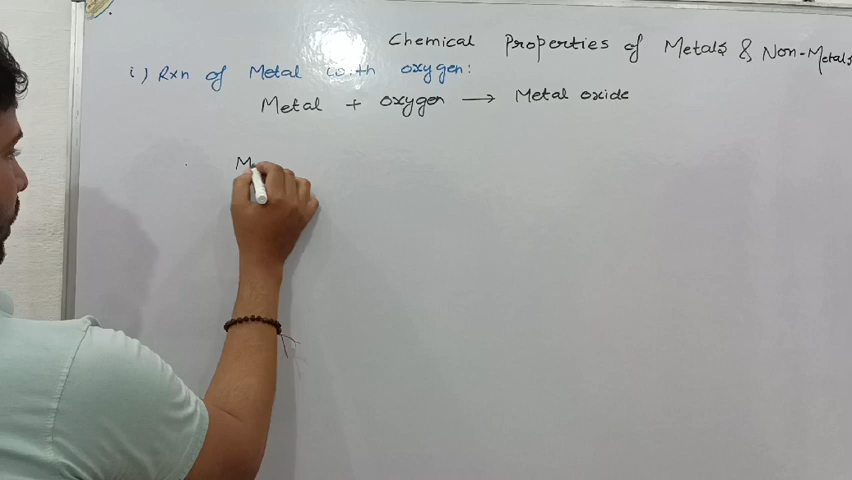 Chemical Properties of Metals & Non-Metals
i) Rxn of Metal with oxygen:
Metal + oxygen → Metal oxide
M